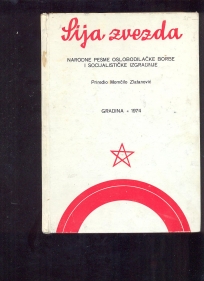 Sija zvezda
NARODNE PESME OSLOBODILAČKE BORBE
I SOCIJALISTIČKE IZGRADNJE
Priredio Momčilo Zlatanović
GRADINA - 1974